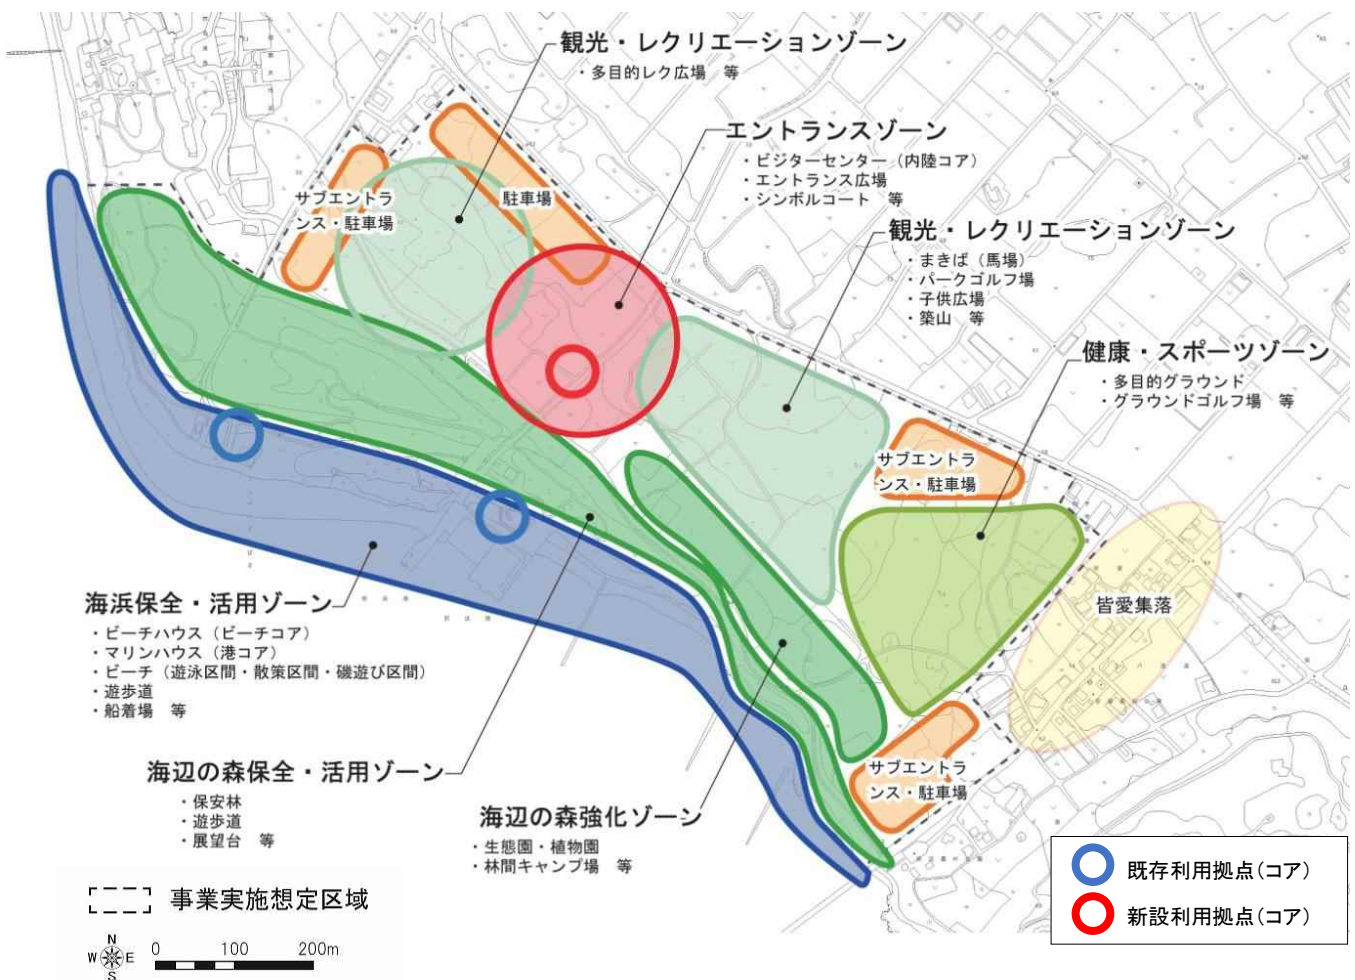 観光・レクリエーションゾーン
・多目的レク広場　等
エントランスゾーン
・ビジターセンター（内陸コア）
・エントランス広場
・シンボルコート　等
サブエントラ
ンス・駐車場
駐車場
観光・レクリエーションゾーン
・まきば（馬場）
・パークゴルフ場
・子供広場
・築山　等
健康・スポーツゾーン
・多目的グラウンド
・グラウンドゴルフ場　等
サブエントラ
ンス・駐車場
皆愛集落
海浜保全・活用ゾーン
・ビーチハウス（ビーチコア）
・マリンハウス（港コア）
・ビーチ（遊泳区間・散策区間・磯遊び区間）
・遊歩道
・船着場　等
海辺の森保全・活用ゾーン
・保安林
・遊歩道
・展望台　等
海辺の森強化ゾーン
・生態園・植物園
・林間キャンプ場　等
サブエントラ
ンス・駐車場
既存利用拠点(コア)
新設利用拠点(コア)
事業実施想定区域
N
W E
S
0 100 200m